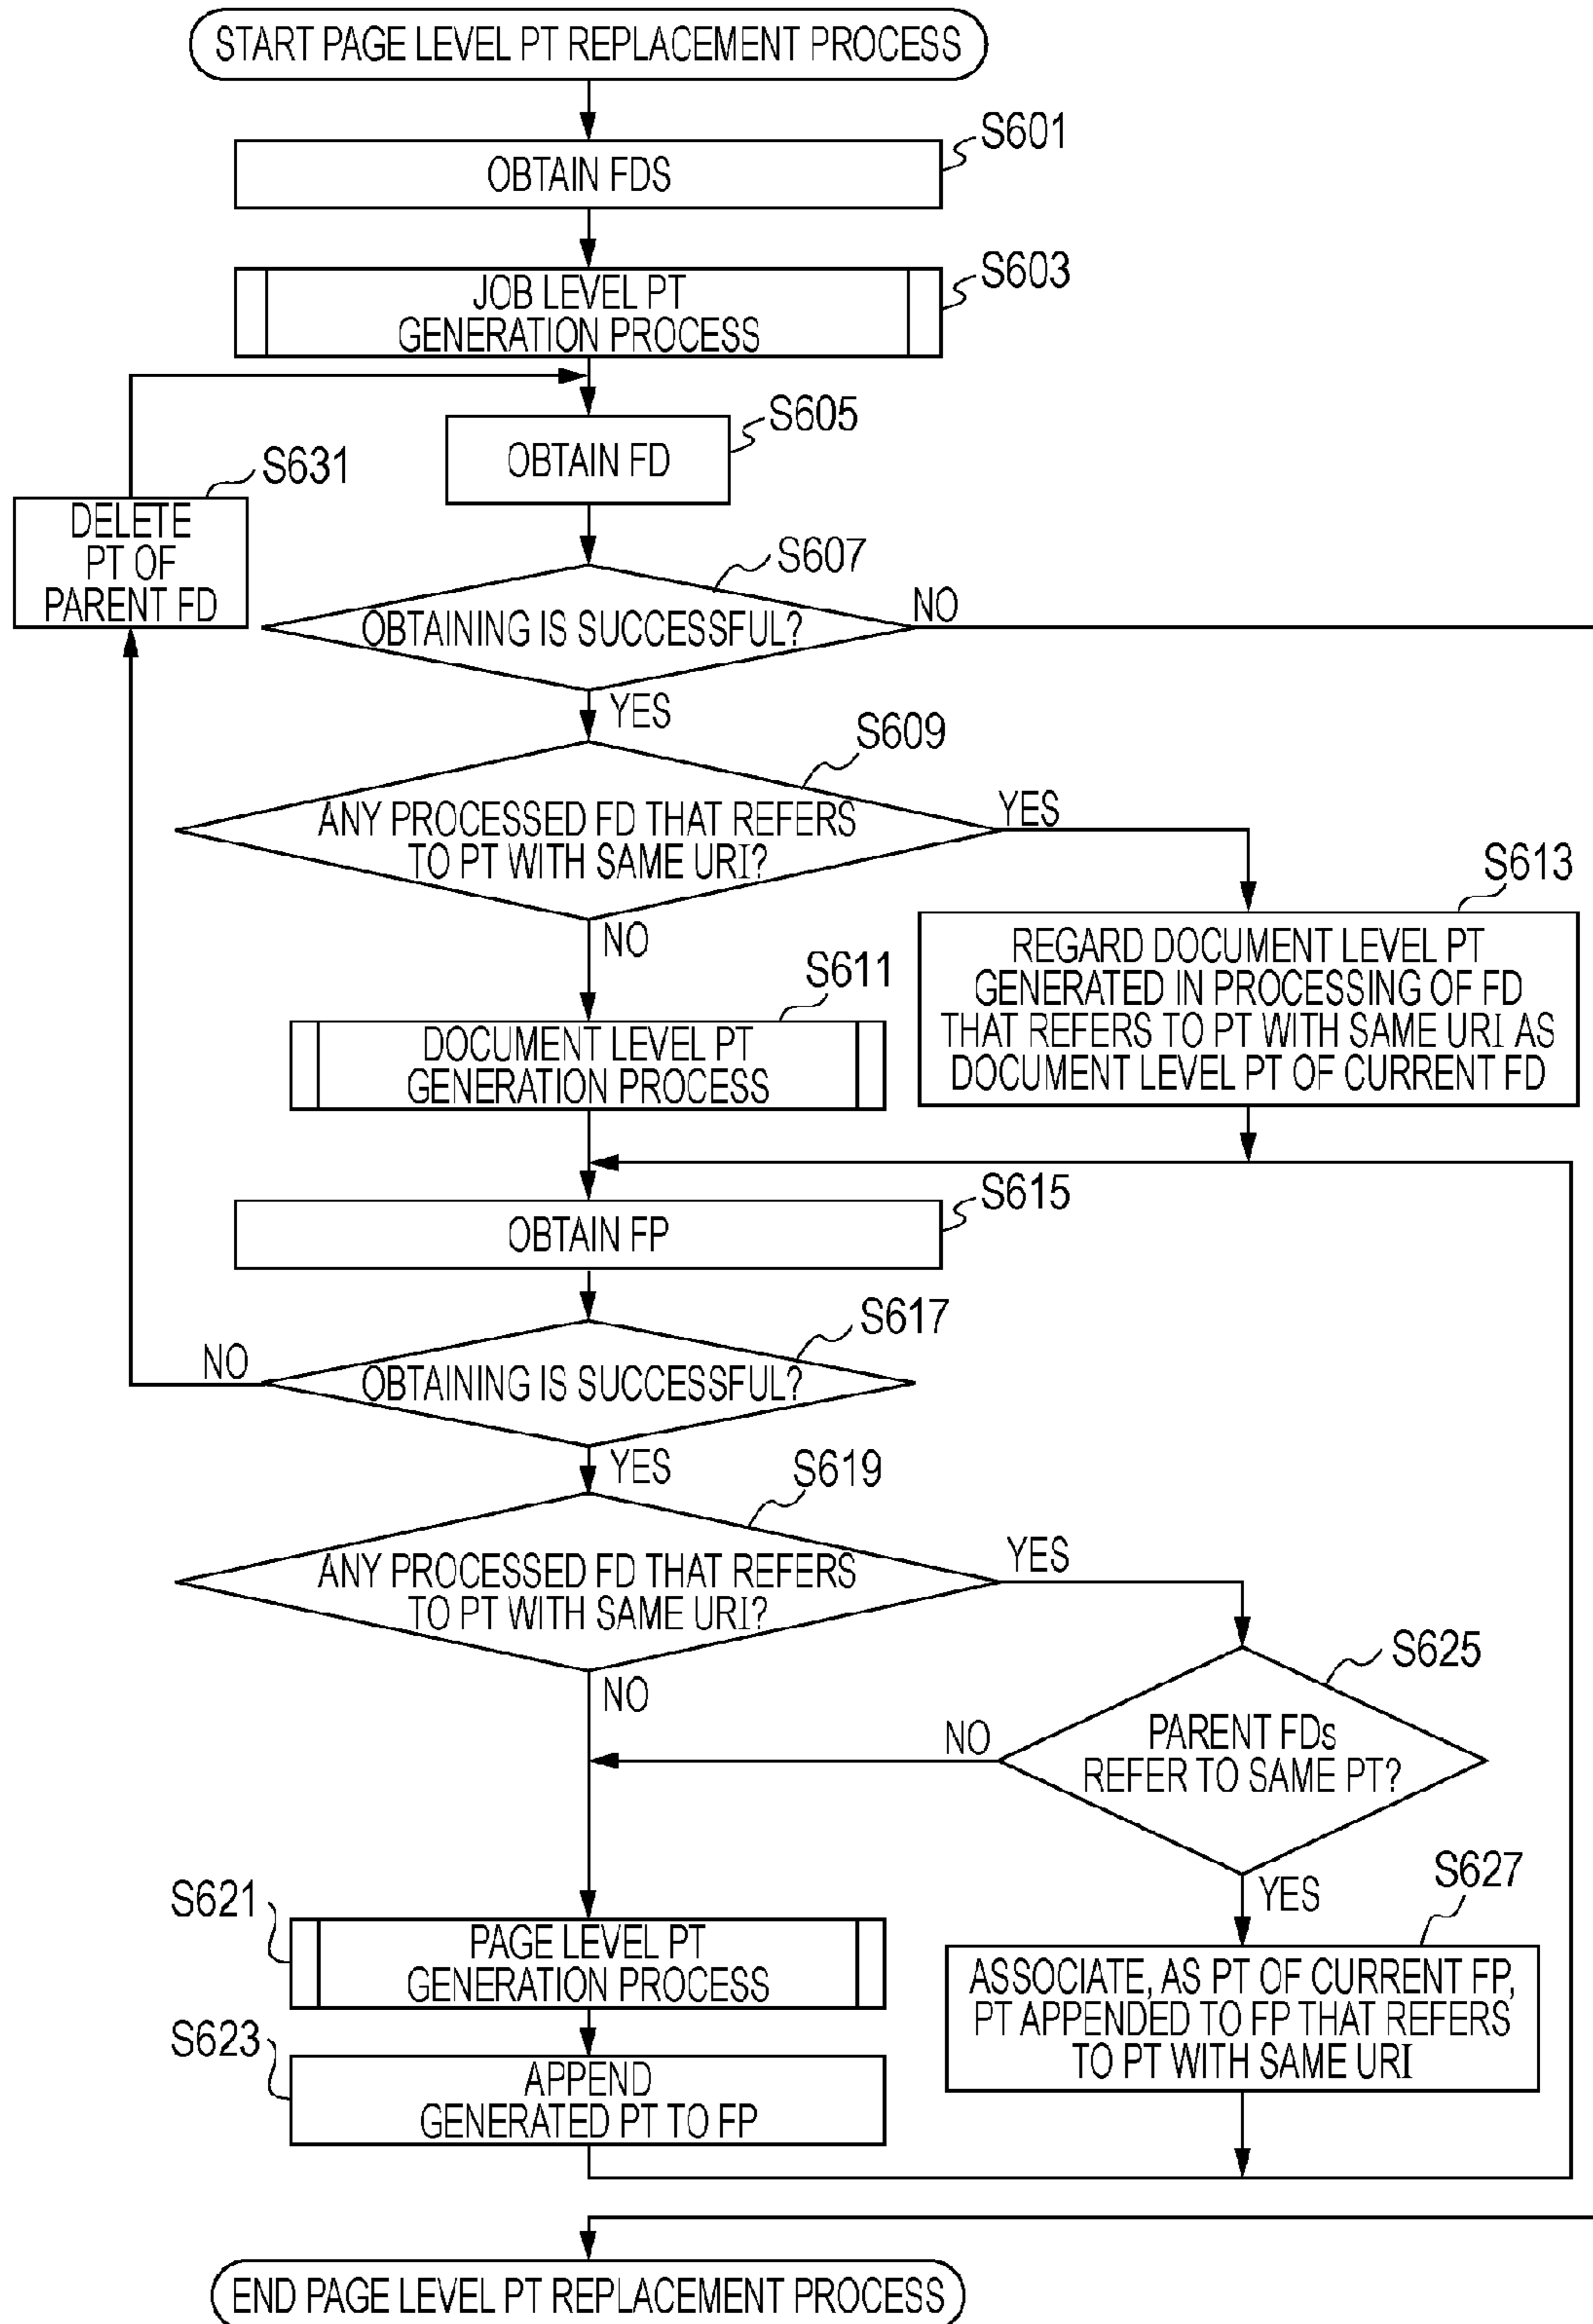 START PAGE LEVEL PT REPLACEMENT PROCESS
S601
OBTAIN FDS
S603
JOB LEVEL PT
GENERATION PROCESS
S605
OBTAIN FD
S631
DELETE
PT OF
PARENT FD
S607
OBTAINING IS SUCCESSFUL?
NO
YES
S609
ANY PROCESSED FD THAT REFERS
TO PT WITH SAME URI?
YES
NO
S611
DOCUMENT LEVEL PT
GENERATION PROCESS
S613
REGARD DOCUMENT LEVEL PT
GENERATED IN PROCESSING OF FD
THAT REFERS TO PT WITH SAME URI AS
DOCUMENT LEVEL PT OF CURRENT FD
S615
OBTAIN FP
S617
OBTAINING IS SUCCESSFUL?
NO
YES
S619
ANY PROCESSED FD THAT REFERS
TO PT WITH SAME URI?
YES
NO
S625
PARENT FDs
REFER TO SAME PT?
NO
YES
S621
PAGE LEVEL PT
GENERATION PROCESS
S623
APPEND
GENERATED PT TO FP
S627
ASSOCIATE, AS PT OF CURRENT FP,
PT APPENDED TO FP THAT REFERS
TO PT WITH SAME URI
END PAGE LEVEL PT REPLACEMENT PROCESS